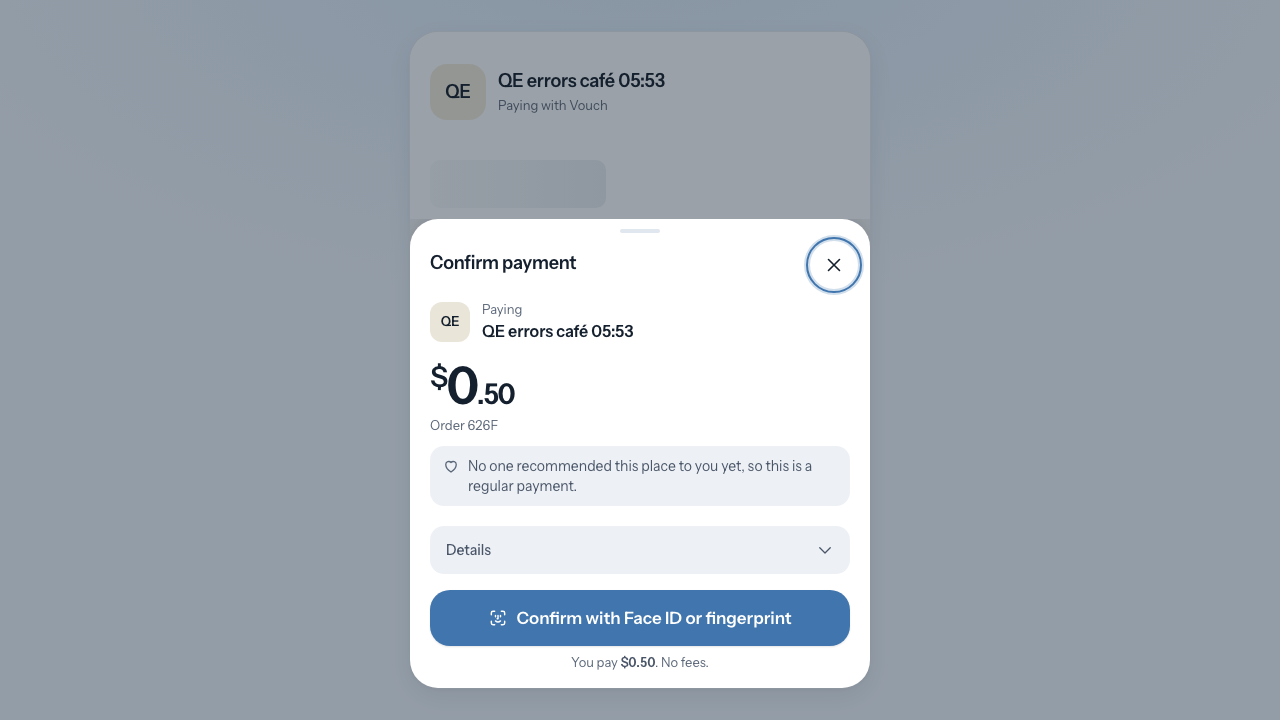 QE
QE errors café 05:53
Paying with Vouch
Confirm payment
QE
Paying
QE errors café 05:53
$0.50
Order 626F
No one recommended this place to you yet, so this is a
regular payment.
Details
Confirm with Face ID or fingerprint
You pay $0.50. No fees.